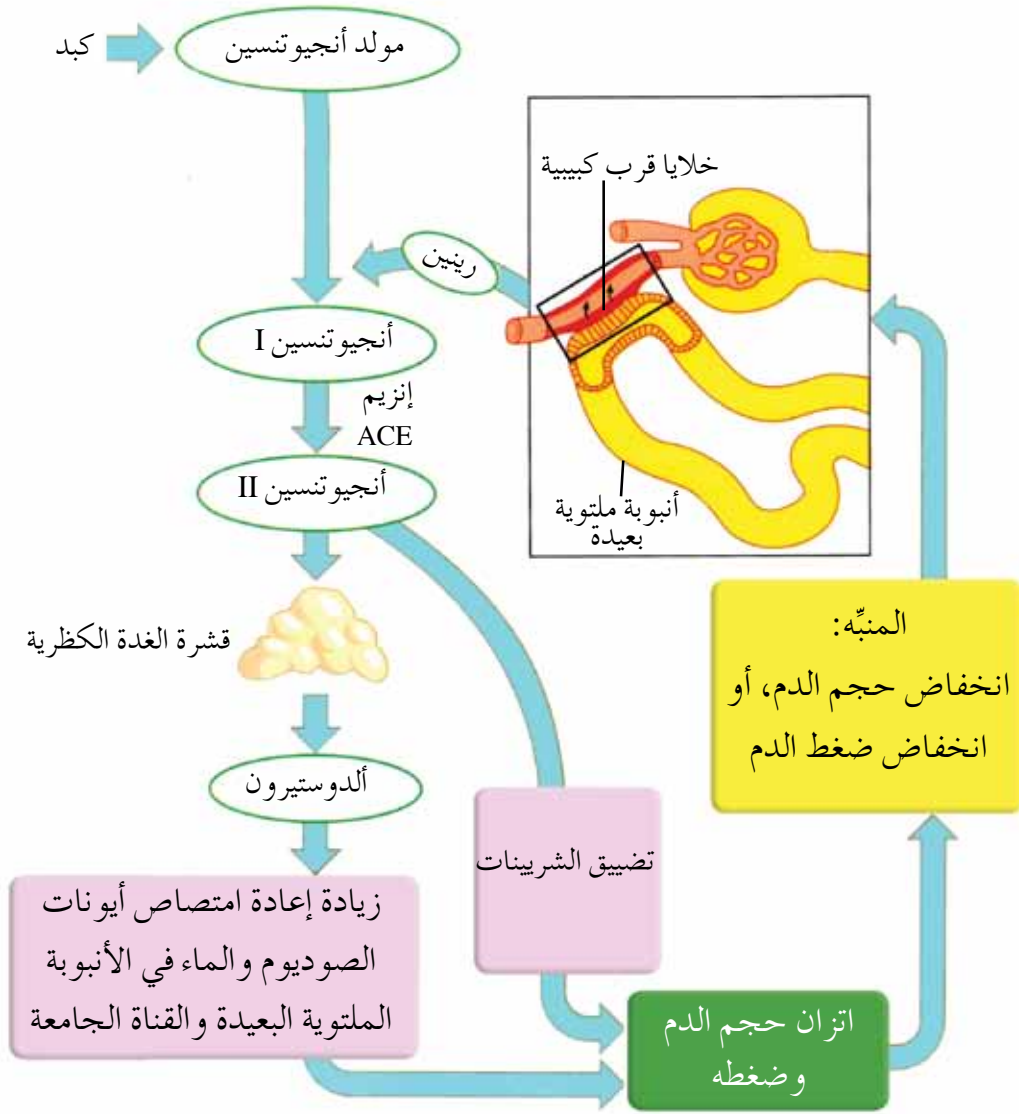 كبد
مولد أنجيوتنسين
خلايا قرب كبيبية
رينين
أنجيوتنسين I
إنزيم
ACE
أنجيوتنسين II
أنبوبة ملتوية
بعيدة
قشرة الغدة الكظرية
المنبِّه:
انخفاض حجم الدم، أو
انخفاض ضغط الدم
ألدوستيرون
تضييق الشريينات
زيادة إعادة امتصاص أيونات
الصوديوم والماء في الأنبوبة
الملتوية البعيدة والقناة الجامعة
اتزان حجم الدم
وضغطه